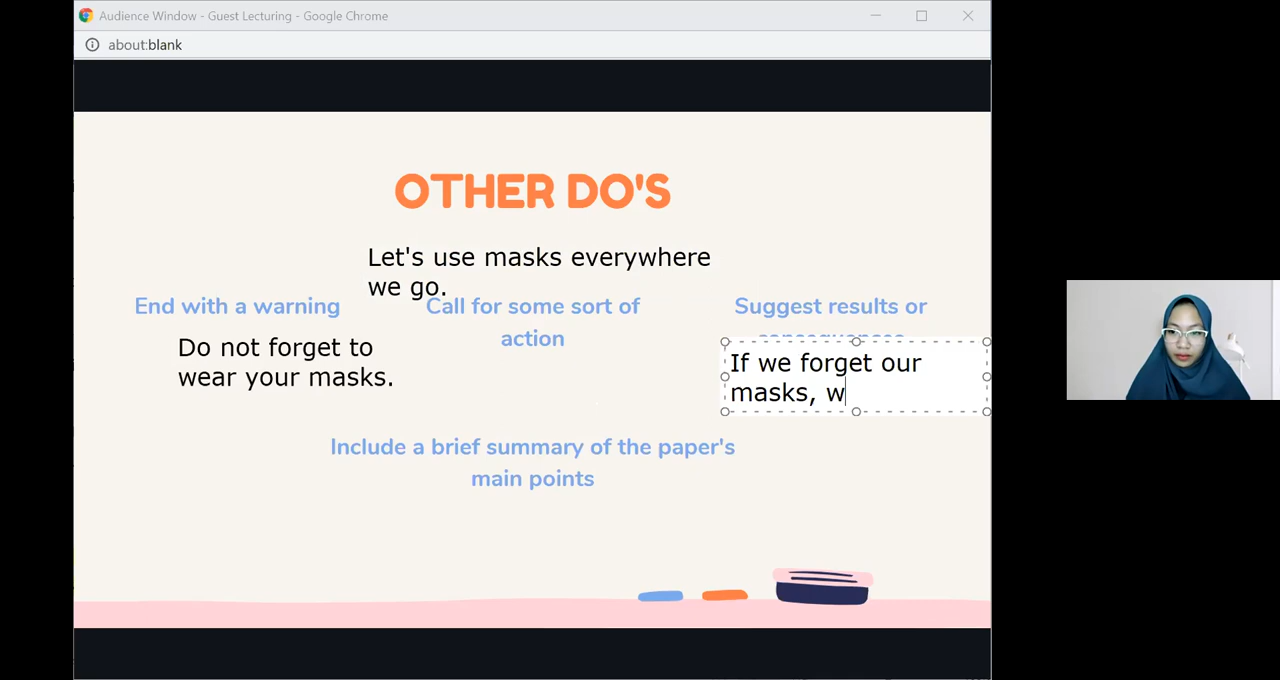 Audience Window - Guest Lecturing - Google Chrome
about:blank
OTHER DO'S
Let's use masks everywhere
we go.
End with a warning
Call for some sort of
action
Suggest results or
Do not forget to
wear your masks.
If we forget our
masks, w
Include a brief summary of the paper's
main points